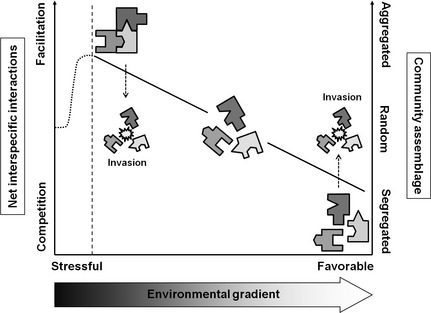 Net interspecific interactions
Facilitation
Competition
Invasion
Invasion
Aggregated
Random
Segregated
Community assemblage
Stressful
Favorable
Environmental gradient